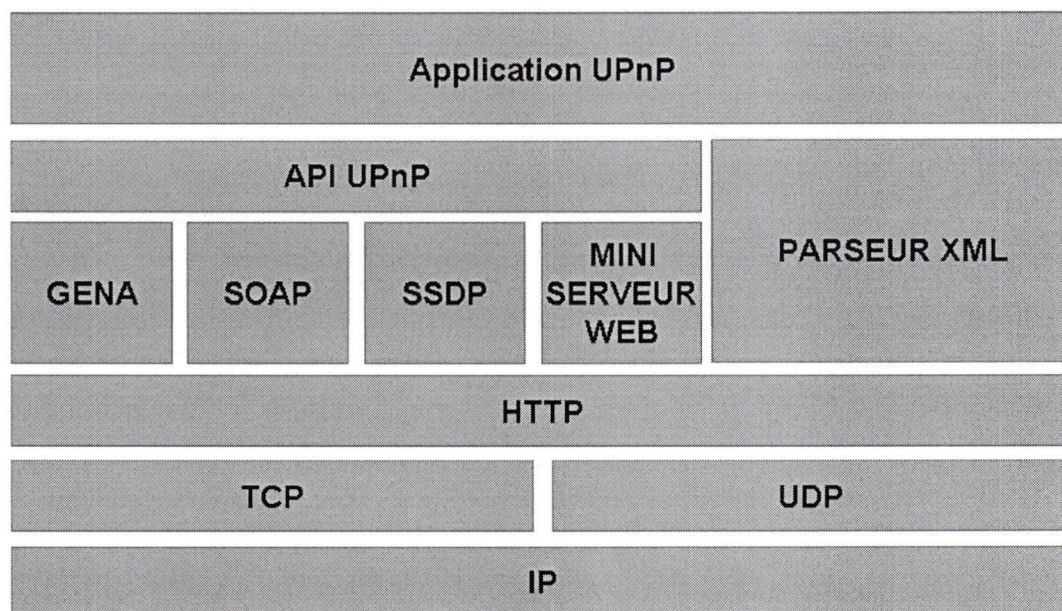 Application UPnP
API UPnP
PARSEUR XML
GENA
SOAP
SSDP
MINI
SERVEUR
WEB
HTTP
TCP
UDP
IP